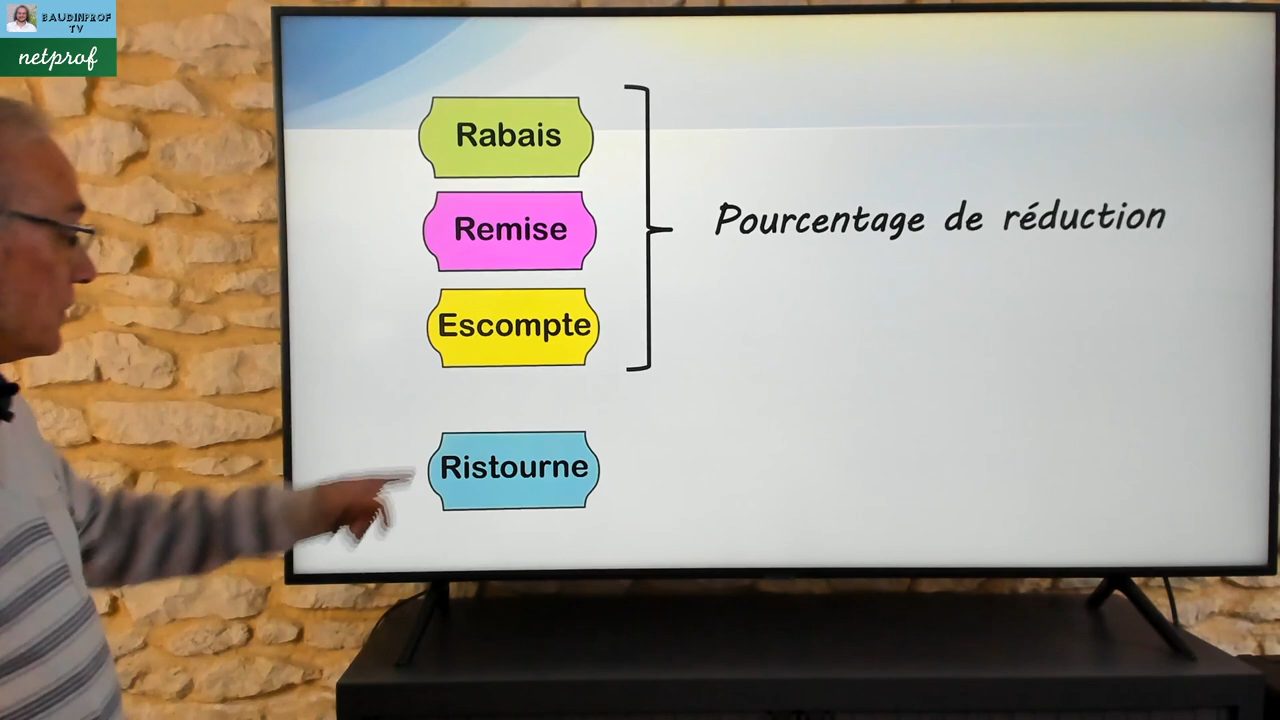 BAUDINPROF
TV
netprof
Rabais
Remise
Escompte
Pourcentage de réduction
Ristourne